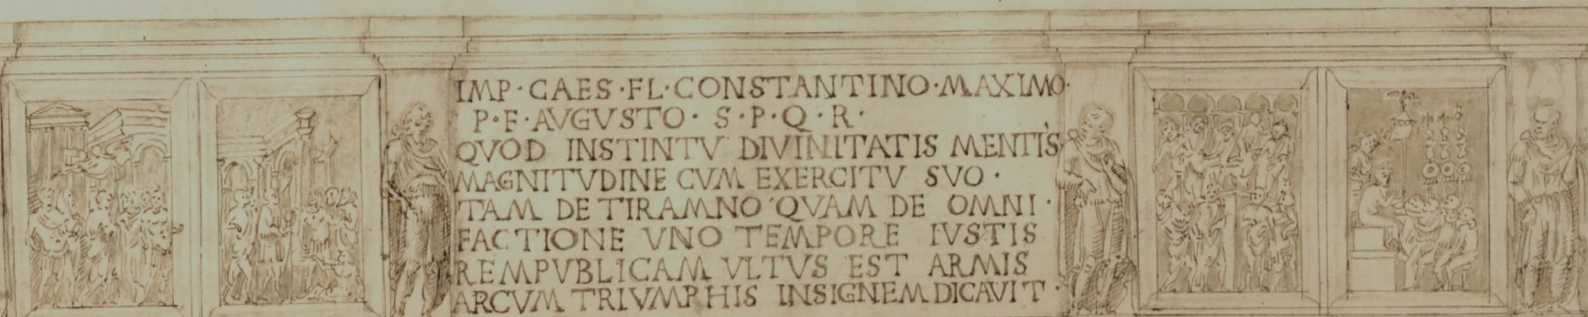 IMP·CAES·FL·CONSTANTINO·MAXIMO·
P·F·AVGVSTO·S·P·Q·R·
QVOD INSTINTV DIVINITATIS MENTIS
MAGNITVDINE CVM EXERCITV SVO·
TAM DE TIRAMNO QVAM DE OMNI·
FACTIONE VNO TEMPORE IVSTIS
REMPVBLICAM VLTVS EST ARMIS
ARCVM TRIVMPHIS INSIGNEM DICAVIT·